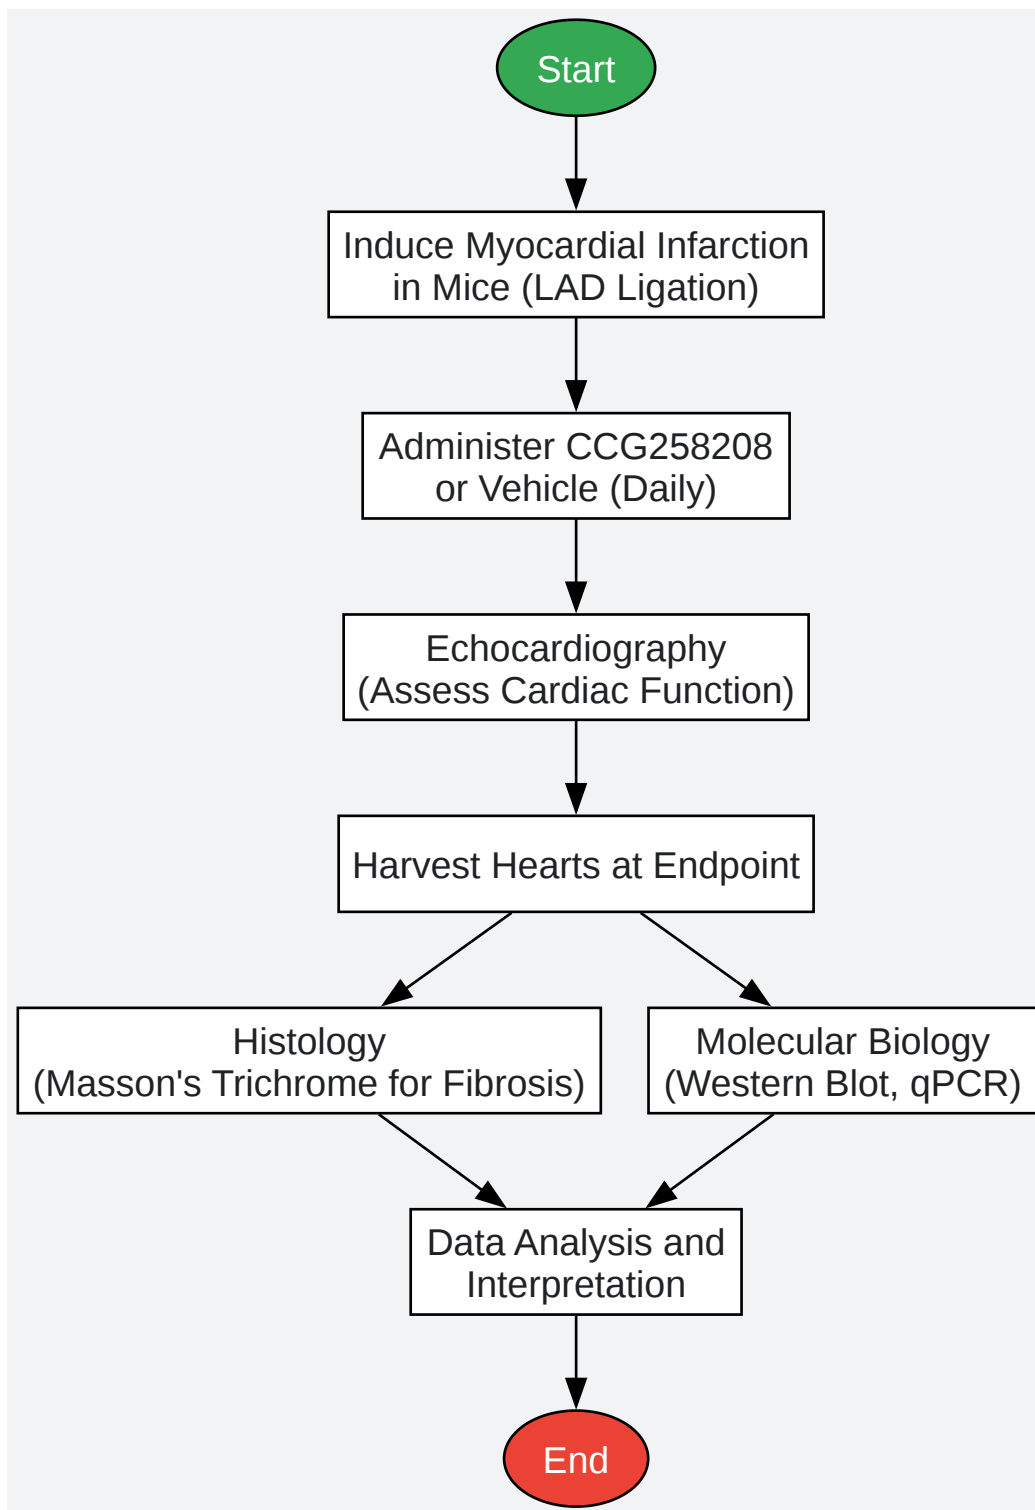 Start
Induce Myocardial Infarction
in Mice (LAD Ligation)
Administer CCG258208
or Vehicle (Daily)
Echocardiography
(Assess Cardiac Function)
Harvest Hearts at Endpoint
Histology
(Masson's Trichrome for Fibrosis)
Molecular Biology
(Western Blot, qPCR)
Data Analysis and
Interpretation
End